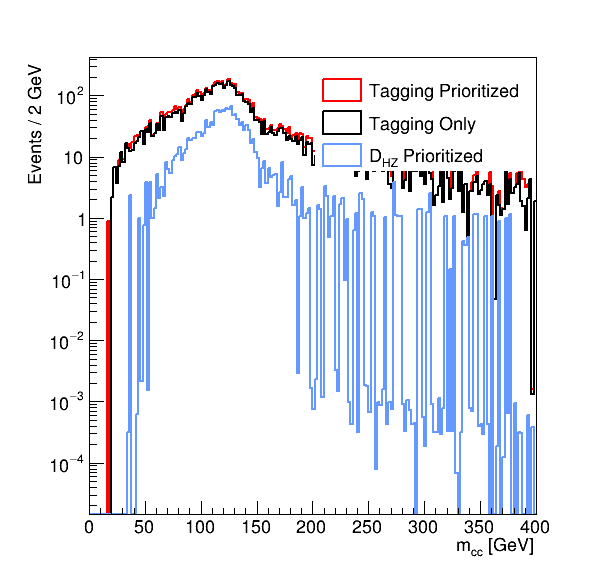 Events / 2 GeV
Tagging Prioritized
Tagging Only
D_HZ Prioritized
10²
10
1
10⁻¹
10⁻²
10⁻³
10⁻⁴
0 50 100 150 200 250 300 350 400
m_cc [GeV]